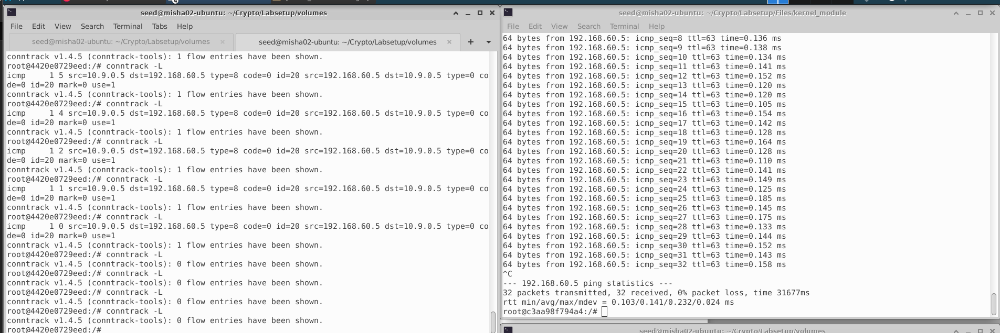 seed@misha02-ubuntu: ~/Crypto/Labsetup/volumes
File Edit View Search Terminal Tabs Help
seed@misha02-ubuntu: ~/Crypto/Labsetup/volumes × seed@misha02-ubuntu: ~/Crypto/Labsetup/volumes ×
conntrack v1.4.5 (conntrack-tools): 1 flow entries have been shown.
root@4420e0729eed:/# conntrack -L
icmp     1 5 src=10.9.0.5 dst=192.168.60.5 type=8 code=0 id=20 src=192.168.60.5 dst=10.9.0.5 type=0 co
de=0 id=20 mark=0 use=1
conntrack v1.4.5 (conntrack-tools): 1 flow entries have been shown.
root@4420e0729eed:/# conntrack -L
icmp     1 4 src=10.9.0.5 dst=192.168.60.5 type=8 code=0 id=20 src=192.168.60.5 dst=10.9.0.5 type=0 co
de=0 id=20 mark=0 use=1
conntrack v1.4.5 (conntrack-tools): 1 flow entries have been shown.
root@4420e0729eed:/# conntrack -L
icmp     1 2 src=10.9.0.5 dst=192.168.60.5 type=8 code=0 id=20 src=192.168.60.5 dst=10.9.0.5 type=0 co
de=0 id=20 mark=0 use=1
conntrack v1.4.5 (conntrack-tools): 1 flow entries have been shown.
root@4420e0729eed:/# conntrack -L
icmp     1 1 src=10.9.0.5 dst=192.168.60.5 type=8 code=0 id=20 src=192.168.60.5 dst=10.9.0.5 type=0 co
de=0 id=20 mark=0 use=1
conntrack v1.4.5 (conntrack-tools): 1 flow entries have been shown.
root@4420e0729eed:/# conntrack -L
icmp     1 0 src=10.9.0.5 dst=192.168.60.5 type=8 code=0 id=20 src=192.168.60.5 dst=10.9.0.5 type=0 co
de=0 id=20 mark=0 use=1
conntrack v1.4.5 (conntrack-tools): 1 flow entries have been shown.
root@4420e0729eed:/# conntrack -L
conntrack v1.4.5 (conntrack-tools): 0 flow entries have been shown.
root@4420e0729eed:/# conntrack -L
conntrack v1.4.5 (conntrack-tools): 0 flow entries have been shown.
root@4420e0729eed:/# conntrack -L
conntrack v1.4.5 (conntrack-tools): 0 flow entries have been shown.
root@4420e0729eed:/# conntrack -L
conntrack v1.4.5 (conntrack-tools): 0 flow entries have been shown.
root@4420e0729eed:/#
seed@misha02-ubuntu: ~/Crypto/Labsetup/Files/kernel_module
File Edit View Search Terminal Help
64 bytes from 192.168.60.5: icmp_seq=8 ttl=63 time=0.136 ms
64 bytes from 192.168.60.5: icmp_seq=9 ttl=63 time=0.138 ms
64 bytes from 192.168.60.5: icmp_seq=10 ttl=63 time=0.134 ms
64 bytes from 192.168.60.5: icmp_seq=11 ttl=63 time=0.141 ms
64 bytes from 192.168.60.5: icmp_seq=12 ttl=63 time=0.152 ms
64 bytes from 192.168.60.5: icmp_seq=13 ttl=63 time=0.120 ms
64 bytes from 192.168.60.5: icmp_seq=14 ttl=63 time=0.120 ms
64 bytes from 192.168.60.5: icmp_seq=15 ttl=63 time=0.105 ms
64 bytes from 192.168.60.5: icmp_seq=16 ttl=63 time=0.154 ms
64 bytes from 192.168.60.5: icmp_seq=17 ttl=63 time=0.142 ms
64 bytes from 192.168.60.5: icmp_seq=18 ttl=63 time=0.128 ms
64 bytes from 192.168.60.5: icmp_seq=19 ttl=63 time=0.164 ms
64 bytes from 192.168.60.5: icmp_seq=20 ttl=63 time=0.128 ms
64 bytes from 192.168.60.5: icmp_seq=21 ttl=63 time=0.110 ms
64 bytes from 192.168.60.5: icmp_seq=22 ttl=63 time=0.141 ms
64 bytes from 192.168.60.5: icmp_seq=23 ttl=63 time=0.149 ms
64 bytes from 192.168.60.5: icmp_seq=24 ttl=63 time=0.125 ms
64 bytes from 192.168.60.5: icmp_seq=25 ttl=63 time=0.185 ms
64 bytes from 192.168.60.5: icmp_seq=26 ttl=63 time=0.145 ms
64 bytes from 192.168.60.5: icmp_seq=27 ttl=63 time=0.175 ms
64 bytes from 192.168.60.5: icmp_seq=28 ttl=63 time=0.133 ms
64 bytes from 192.168.60.5: icmp_seq=29 ttl=63 time=0.144 ms
64 bytes from 192.168.60.5: icmp_seq=30 ttl=63 time=0.152 ms
64 bytes from 192.168.60.5: icmp_seq=31 ttl=63 time=0.143 ms
64 bytes from 192.168.60.5: icmp_seq=32 ttl=63 time=0.158 ms
^C
--- 192.168.60.5 ping statistics ---
32 packets transmitted, 32 received, 0% packet loss, time 31677ms
rtt min/avg/max/mdev = 0.103/0.141/0.232/0.024 ms
root@c3aa98f794a4:/#
seed@misha02-ubuntu: ~/Crypto/Labsetup/volumes